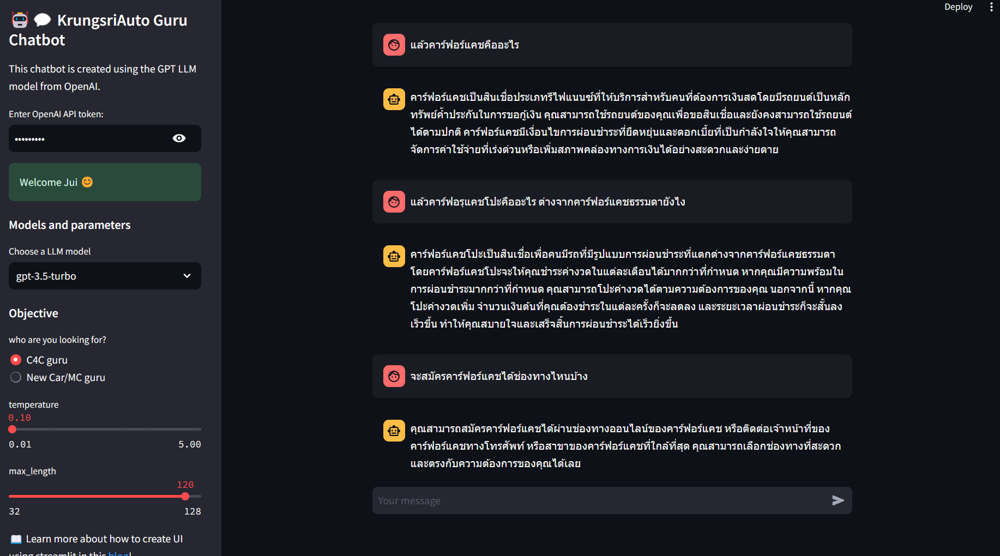 KrungsriAuto Guru
Chatbot
This chatbot is created using the GPT LLM
model from OpenAI.
Enter OpenAI API token:
•••••••••
Welcome Jui 😊
Models and parameters
Choose a LLM model
gpt-3.5-turbo
Objective
who are you looking for?
C4C guru
New Car/MC guru
temperature
0.10
0.01 5.00
max_length
120
32 128
📖 Learn more about how to create UI
using streamlit in this blog!
Deploy
แล้วคาร์ฟอร์แคชคืออะไร
คาร์ฟอร์แคชเป็นสินเชื่อประเภทรีไฟแนนซ์ที่ให้บริการสำหรับคนที่ต้องการเงินสดโดยมีรถยนต์เป็นหลัก
ทรัพย์ค้ำประกันในการขอกู้เงิน คุณสามารถใช้รถยนต์ของคุณเพื่อขอสินเชื่อและยังคงสามารถใช้รถยนต์
ได้ตามปกติ คาร์ฟอร์แคชมีเงื่อนไขการผ่อนชำระที่ยืดหยุ่นและดอกเบี้ยที่เป็นกำลังใจให้คุณสามารถ
จัดการค่าใช้จ่ายที่เร่งด่วนหรือเพิ่มสภาพคล่องทางการเงินได้อย่างสะดวกและง่ายดาย
แล้วคาร์ฟอรฺแคชโปะคืออะไร ต่างจากคาร์ฟอร์แคชธรรมดายังไง
คาร์ฟอร์แคชโปะเป็นสินเชื่อเพื่อคนมีรถที่มีรูปแบบการผ่อนชำระที่แตกต่างจากคาร์ฟอร์แคชธรรมดา
โดยคาร์ฟอร์แคชโปะจะให้คุณชำระค่างวดในแต่ละเดือนได้มากกว่าที่กำหนด หากคุณมีความพร้อมใน
การผ่อนชำระมากกว่าที่กำหนด คุณสามารถโปะค่างวดได้ตามความต้องการของคุณ นอกจากนี้ หากคุณ
โปะค่างวดเพิ่ม จำนวนเงินต้นที่คุณต้องชำระในแต่ละครั้งก็จะลดลง และระยะเวลาผ่อนชำระก็จะสั้นลง
เร็วขึ้น ทำให้คุณสบายใจและเสร็จสิ้นการผ่อนชำระได้เร็วยิ่งขึ้น
จะสมัครคาร์ฟอร์แคชได้ช่องทางไหนบ้าง
คุณสามารถสมัครคาร์ฟอร์แคชได้ผ่านช่องทางออนไลน์ของคาร์ฟอร์แคช หรือติดต่อเจ้าหน้าที่ของ
คาร์ฟอร์แคชทางโทรศัพท์ หรือสาขาของคาร์ฟอร์แคชที่ใกล้ที่สุด คุณสามารถเลือกช่องทางที่สะดวก
และตรงกับความต้องการของคุณได้เลย
Your message